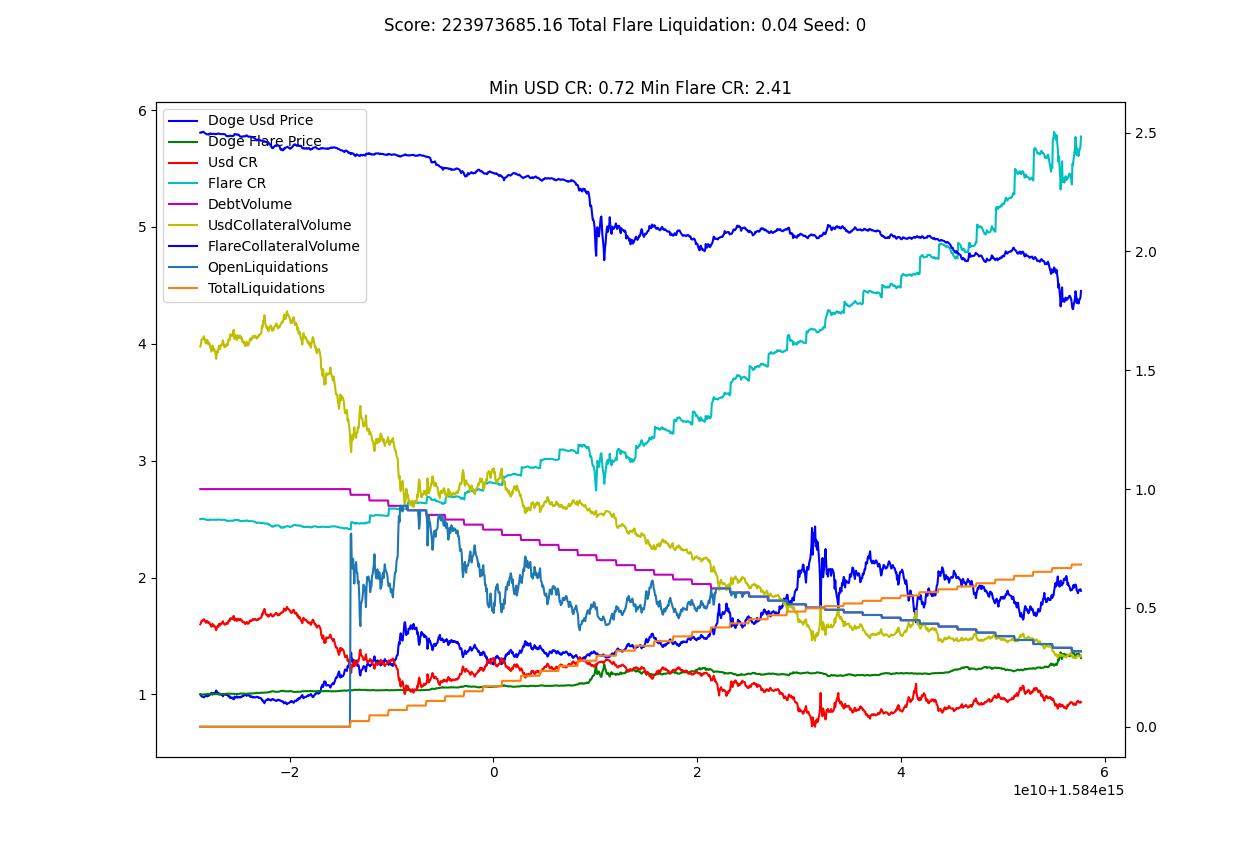 Score: 223973685.16 Total Flare Liquidation: 0.04 Seed: 0
Min USD CR: 0.72 Min Flare CR: 2.41
Doge Usd Price
Doge Flare Price
Usd CR
Flare CR
DebtVolume
UsdCollateralVolume
FlareCollateralVolume
OpenLiquidations
TotalLiquidations
6
5
4
3
2
1
2.5
2.0
1.5
1.0
0.5
0.0
−2
0
2
4
6
1e10+1.584e15